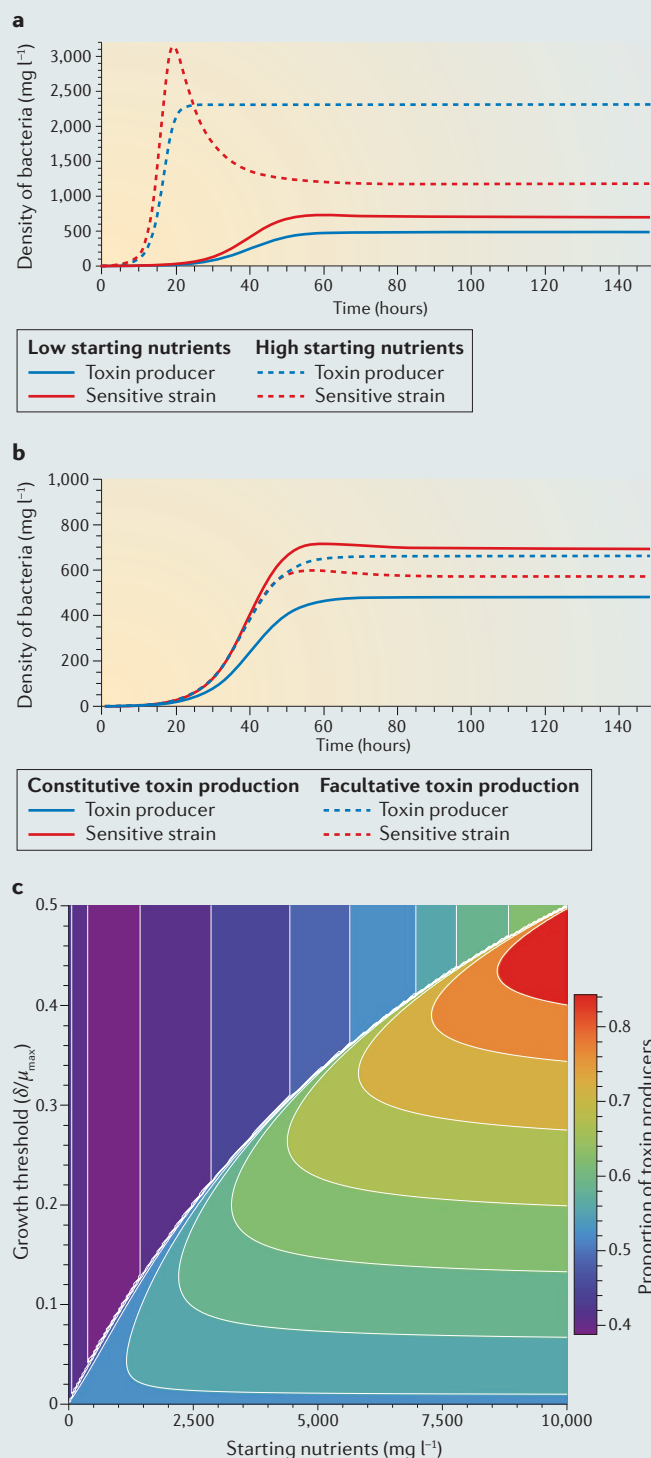 a
3,000
2,500
2,000
1,500
1,000
500
0
Density of bacteria (mg l⁻¹)
0 20 40 60 80 100 120 140
Time (hours)
Low starting nutrients High starting nutrients
Toxin producer Toxin producer
Sensitive strain Sensitive strain
b
1,000
800
600
400
200
0
Density of bacteria (mg l⁻¹)
0 20 40 60 80 100 120 140
Time (hours)
Constitutive toxin production Facultative toxin production
Toxin producer Toxin producer
Sensitive strain Sensitive strain
c
0.5
0.4
0.3
0.2
0.1
0
Growth threshold (δ/μmax)
0 2,500 5,000 7,500 10,000
Starting nutrients (mg l⁻¹)
0.8
0.7
0.6
0.5
0.4
Proportion of toxin producers